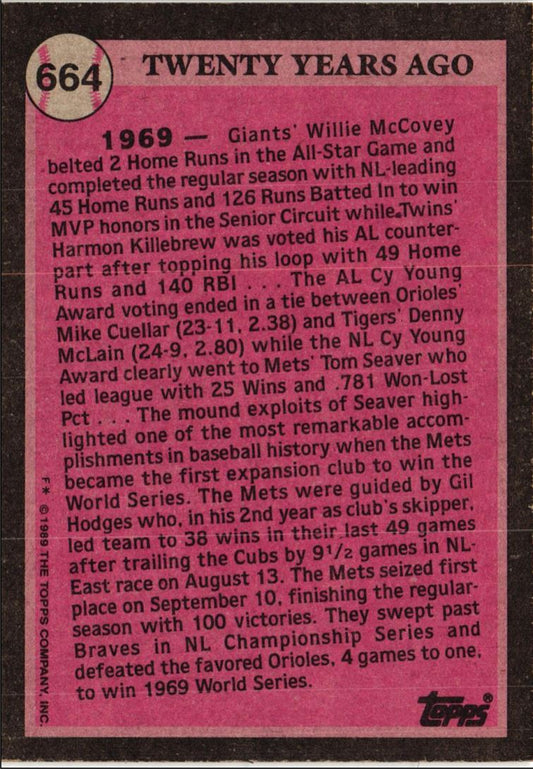 664
TWENTY YEARS AGO
1969 — Giants' Willie McCovey
belted 2 Home Runs in the All-Star Game and
completed the regular season with NL-leading
45 Home Runs and 126 Runs Batted In to win
MVP honors in the Senior Circuit while Twins'
Harmon Killebrew was voted his AL counter-
part after topping his loop with 49 Home
Runs and 140 RBI . . . The AL Cy Young
Award voting ended in a tie between Orioles'
Mike Cuellar (23-11, 2.38) and Tigers' Denny
McLain (24-9, 2.80) while the NL Cy Young
Award clearly went to Mets' Tom Seaver who
led league with 25 Wins and .781 Won-Lost
Pct . . . The mound exploits of Seaver high-
lighted one of the most remarkable accom-
plishments in baseball history when the Mets
became the first expansion club to win the
World Series. The Mets were guided by Gil
Hodges who, in his 2nd year as club's skipper,
led team to 38 wins in their last 49 games
after trailing the Cubs by 9 1/2 games in NL-
East race on August 13. The Mets seized first
place on September 10, finishing the regular-
season with 100 victories. They swept past
Braves in NL Championship Series and
defeated the favored Orioles, 4 games to one,
to win 1969 World Series.
F* © 1989 THE TOPPS COMPANY, INC.
topps®